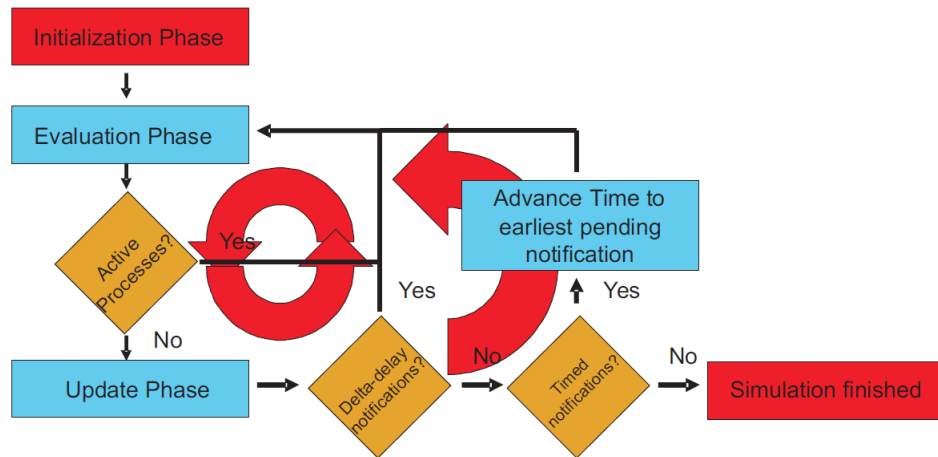 Initialization Phase
Evaluation Phase
Active
Processes?
Yes
No
Update Phase
Delta-delay
notifications?
Yes
No
Timed
notifications?
Yes
Advance Time to
earliest pending
notification
No
Simulation finished